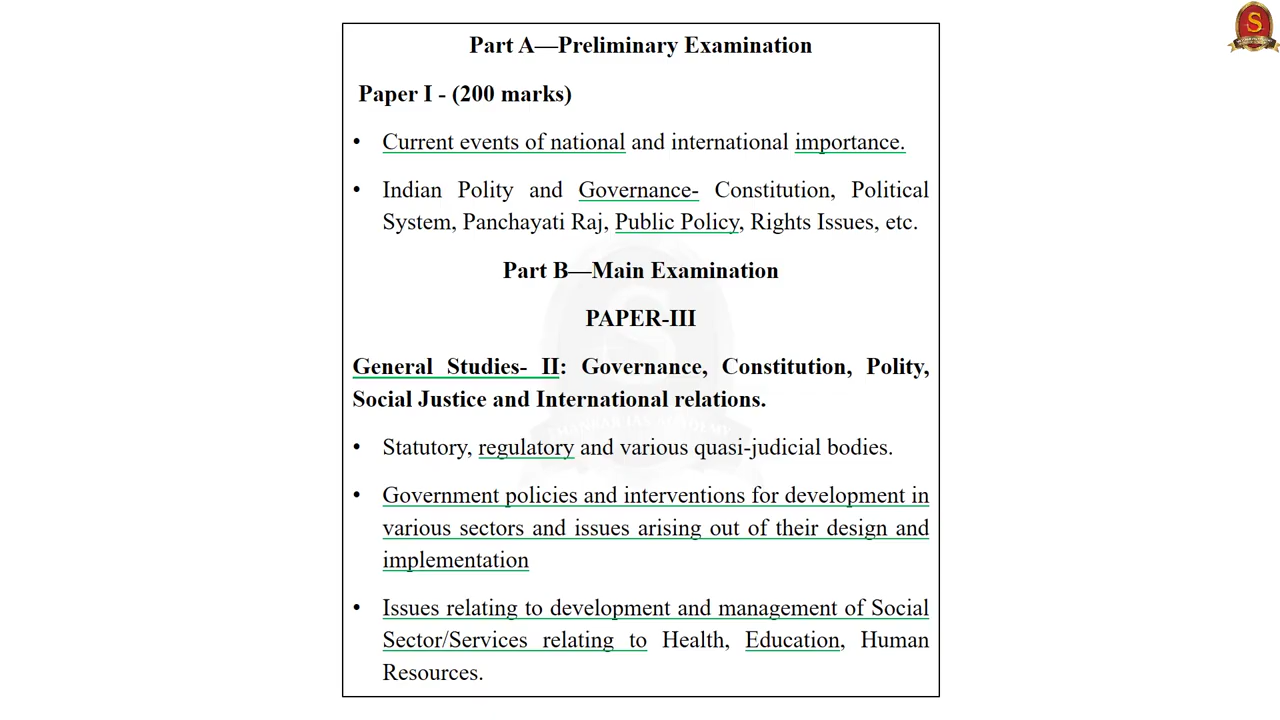 Part A—Preliminary Examination
Paper I - (200 marks)
• Current events of national and international importance.
• Indian Polity and Governance- Constitution, Political
System, Panchayati Raj, Public Policy, Rights Issues, etc.
Part B—Main Examination
PAPER-III
General Studies- II: Governance, Constitution, Polity,
Social Justice and International relations.
SHANKAR IAS ACADEMY
• Statutory, regulatory and various quasi-judicial bodies.
• Government policies and interventions for development in
various sectors and issues arising out of their design and
implementation
• Issues relating to development and management of Social
Sector/Services relating to Health, Education, Human
Resources.